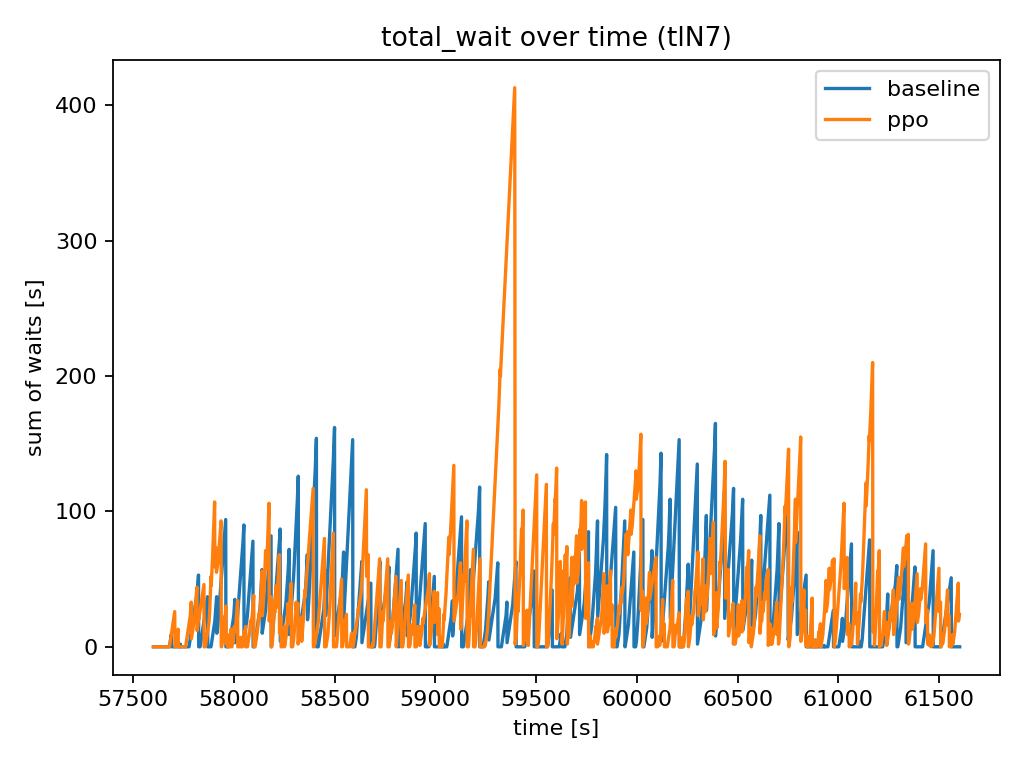 total_wait over time (tlN7)
baseline
ppo
sum of waits [s]
400
300
200
100
0
57500 58000 58500 59000 59500 60000 60500 61000 61500
time [s]